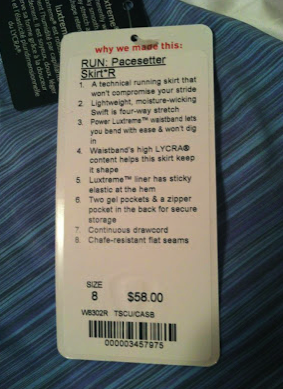 luxtreme
why we made this:
RUN: Pacesetter
Skirt*R
1. A technical running skirt that
won't compromise your stride
2. Lightweight, moisture-wicking
Swift is four-way stretch
3. Power Luxtreme™ waistband lets
you bend with ease & won't dig
in
4. Waistband's high LYCRA®
content helps this skirt keep
it shape
5. Luxtreme™ liner has sticky
elastic at the hem
6. Two gel pockets & a zipper
pocket in the back for secure
storage
7. Continuous drawcord
8. Chafe-resistant flat seams
SIZE
8 $58.00
W8302R TSCU/CASB
000003457975